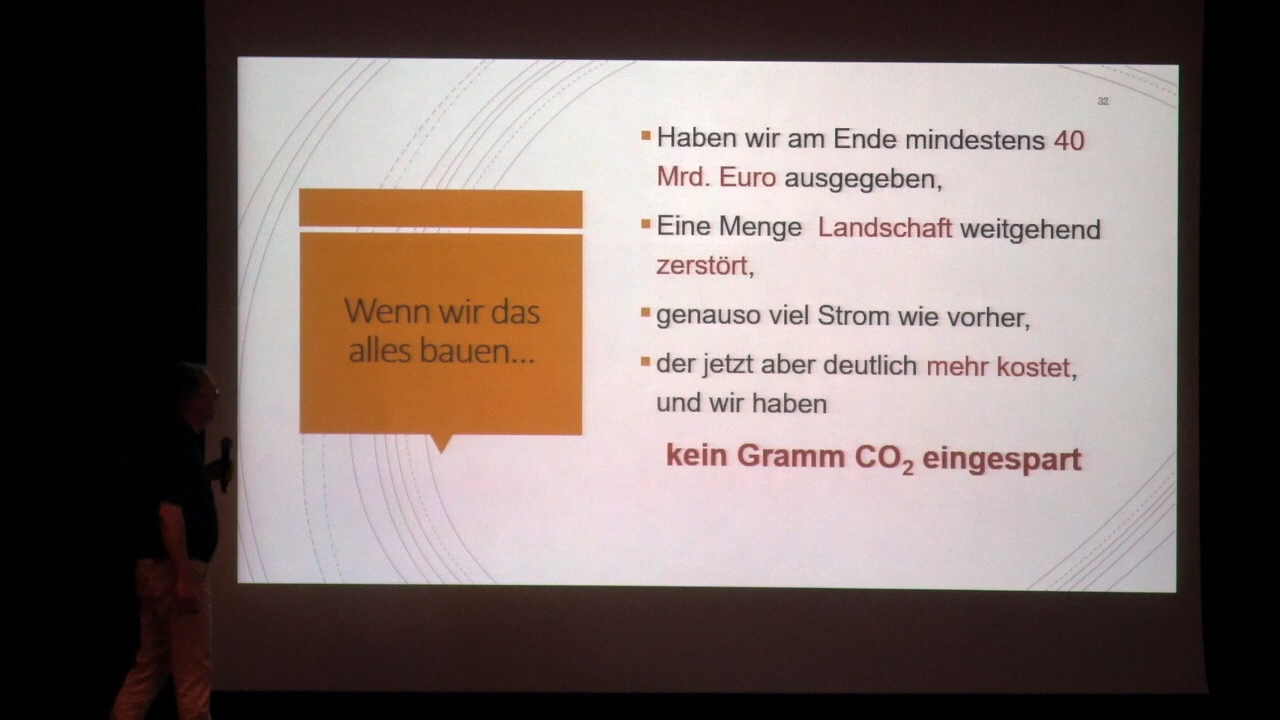 32
Wenn wir das
alles bauen...
Haben wir am Ende mindestens 40
Mrd. Euro ausgegeben,
Eine Menge Landschaft weitgehend
zerstört,
genauso viel Strom wie vorher,
der jetzt aber deutlich mehr kostet,
und wir haben
kein Gramm CO₂ eingespart